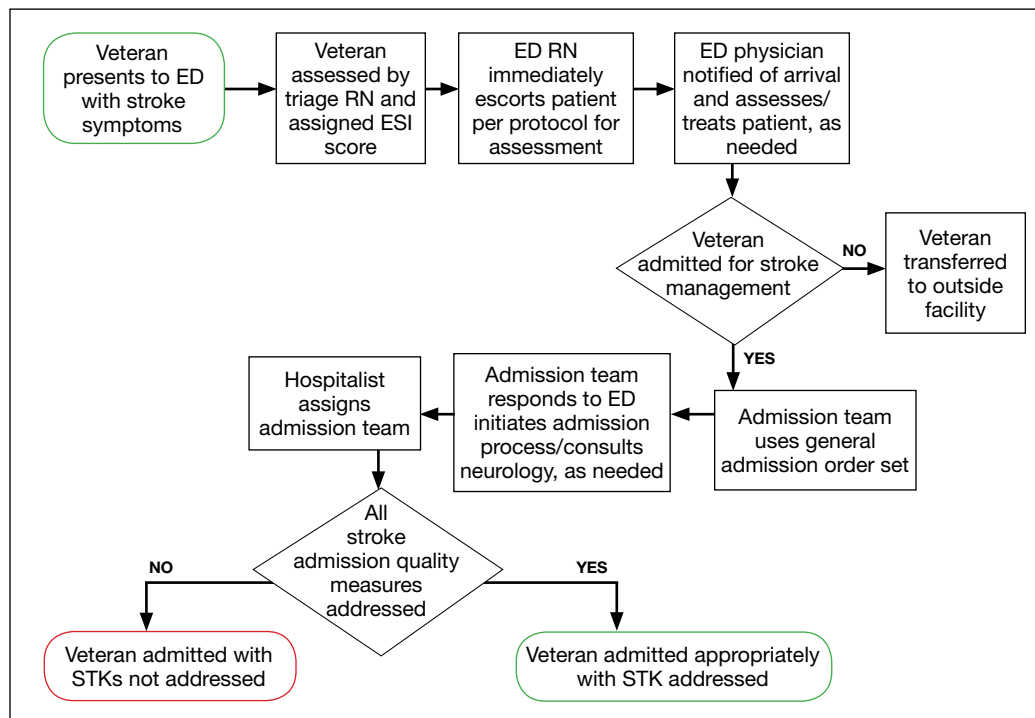 Veteran
presents to ED
with stroke
symptoms
Veteran
assessed by
triage RN and
assigned ESI
score
ED RN
immediately
escorts patient
per protocol for
assessment
ED physician
notified of arrival
and assesses/
treats patient, as
needed
Veteran
admitted for stroke
management
NO
Veteran
transferred
to outside
facility
YES
Admission team
uses general
admission order set
Admission team
responds to ED
initiates admission
process/consults
neurology, as needed
Hospitalist
assigns
admission team
All
stroke
admission quality
measures
addressed
NO
YES
Veteran admitted with
STKs not addressed
Veteran admitted appropriately
with STK addressed